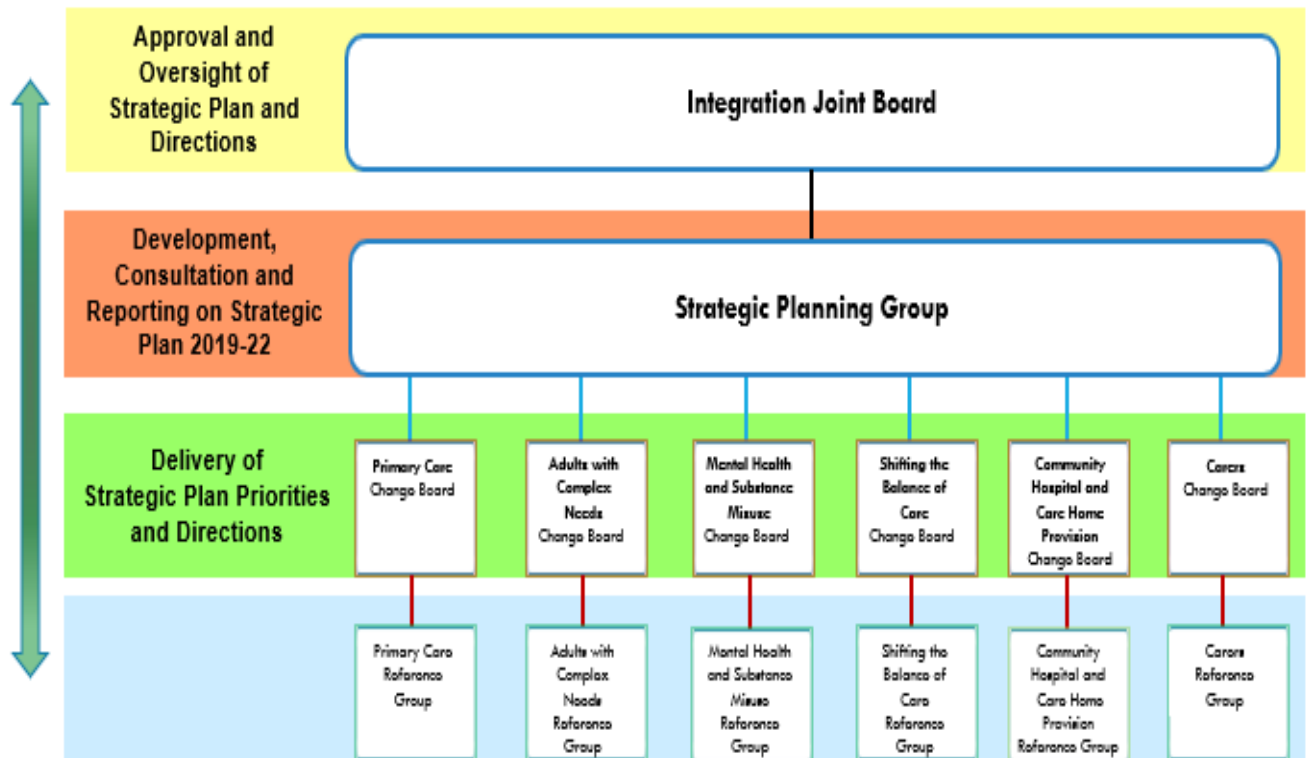 Approval and
Oversight of
Strategic Plan and
Directions
Integration Joint Board
Development,
Consultation and
Reporting on Strategic
Plan 2019-22
Strategic Planning Group
Delivery of
Strategic Plan Priorities
and Directions
Primary Care
Change Board
Adults with
Complex
Needs
Change Board
Mental Health
and Substance
Misuse
Change Board
Shifting the
Balance of
Care
Change Board
Community
Hospital and
Care Home
Provision
Change Board
Carers
Change Board
Primary Care
Reference
Group
Adults with
Complex
Needs
Reference
Group
Mental Health
and Substance
Misuse
Reference
Group
Shifting the
Balance of
Care
Reference
Group
Community
Hospital and
Care Home
Provision
Reference Group
Carers
Reference
Group